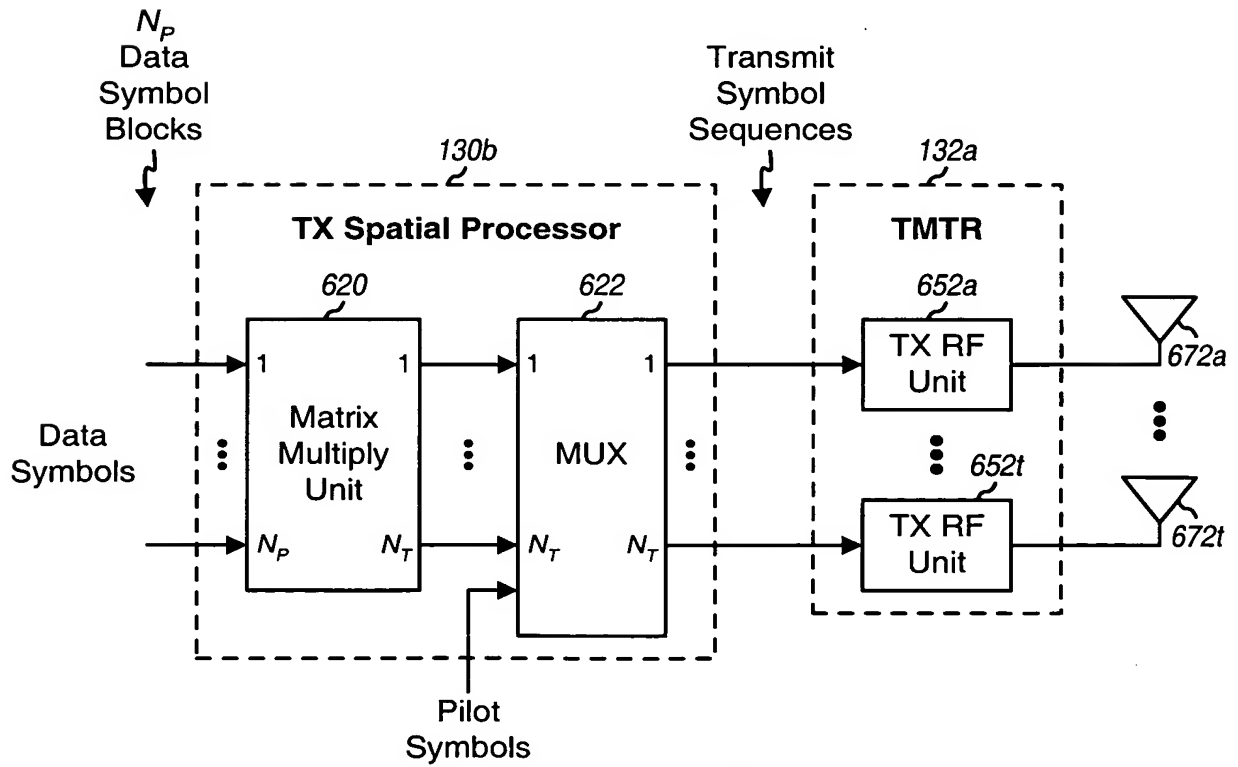 N_P
Data
Symbol
Blocks
Transmit
Symbol
Sequences
130b
132a
TX Spatial Processor
TMTR
620
622
652a
1
1
1
1
TX RF
Unit
672a
Data
Symbols
Matrix
Multiply
Unit
MUX
652t
N_P
N_T
N_T
N_T
TX RF
Unit
672t
Pilot
Symbols